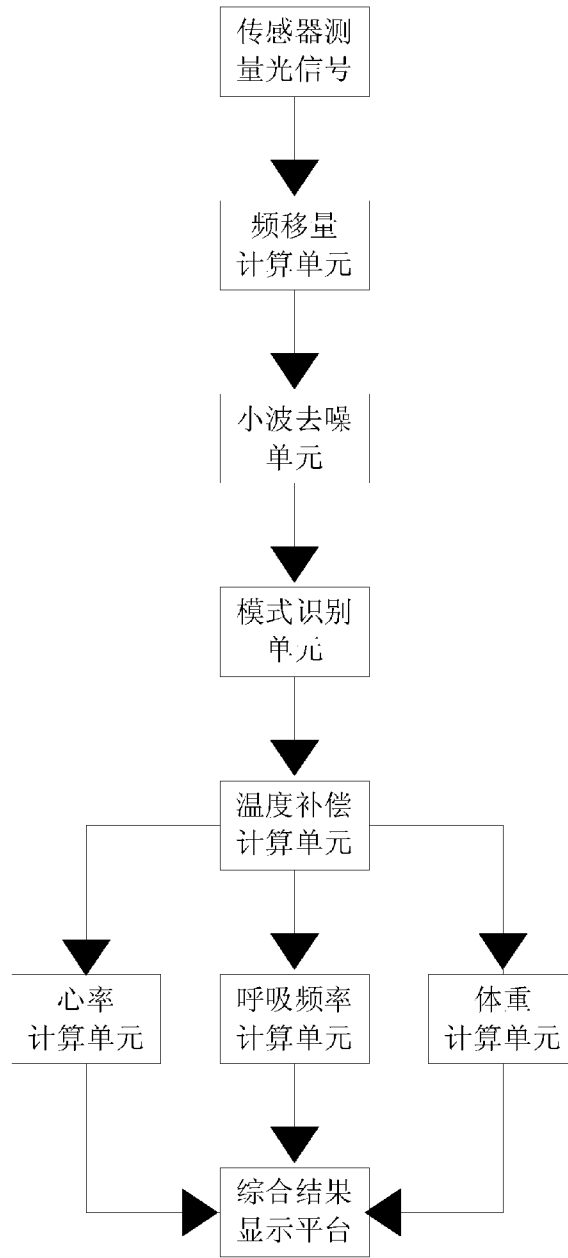 传感器测
量光信号
频移量
计算单元
小波去噪
单元
模式识别
单元
温度补偿
计算单元
心率
计算单元
呼吸频率
计算单元
体重
计算单元
综合结果
显示平台